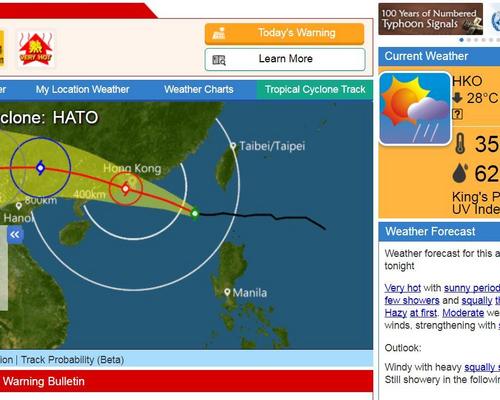 100 Years of Numbered
Typhoon Signals
VERY HOT
Today's Warning
Learn More
Current Weather
HKO
28°C
35
62
King's P
UV Inde
er
My Location Weather
Weather Charts
Tropical Cyclone Track
clone: HATO
Taibei/Taipei
Hong Kong
400km
800km
Hanoi
Manila
Weather Forecast
Weather forecast for this a
tonight
Very hot with sunny period
few showers and squally t
Hazy at first. Moderate we
winds, strengthening with s
Outlook:
Windy with heavy squally s
Still showery in the followin
ion | Track Probability (Beta)
Warning Bulletin